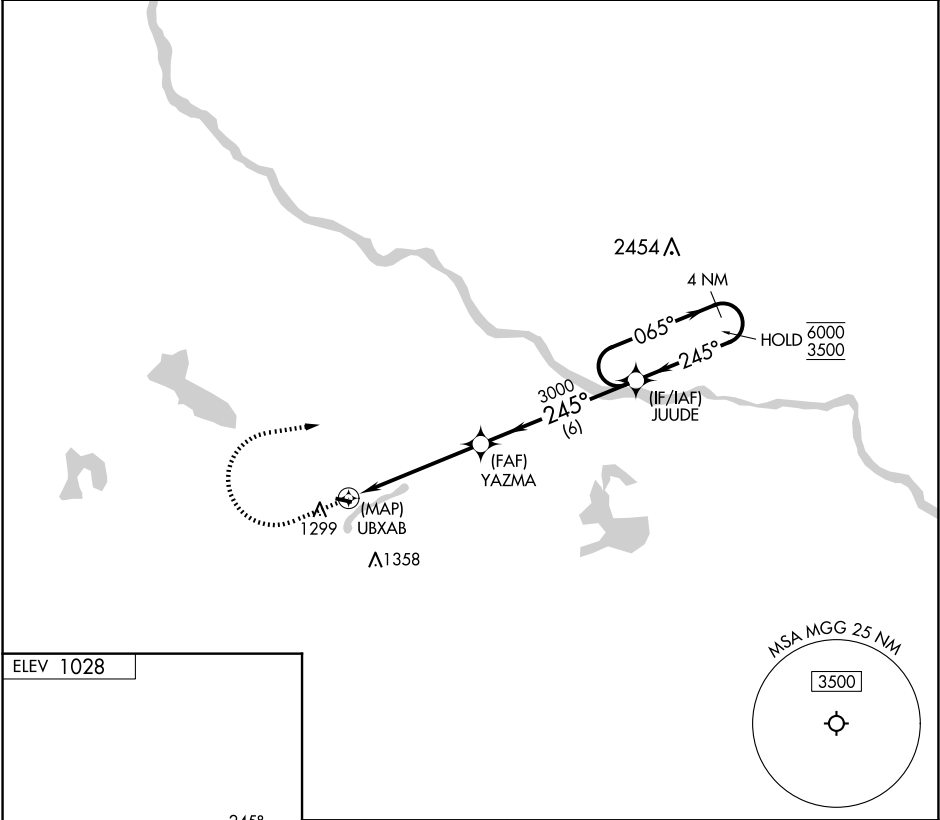 2454
4 NM
065°
HOLD 6000
3500
245°
3000
245°
(6)
(IF/IAF)
JUUDE
(FAF)
YAZMA
(MAP)
UBXAB
1299
1358
MSA MGG 25 NM
3500
ELEV 1028
245°